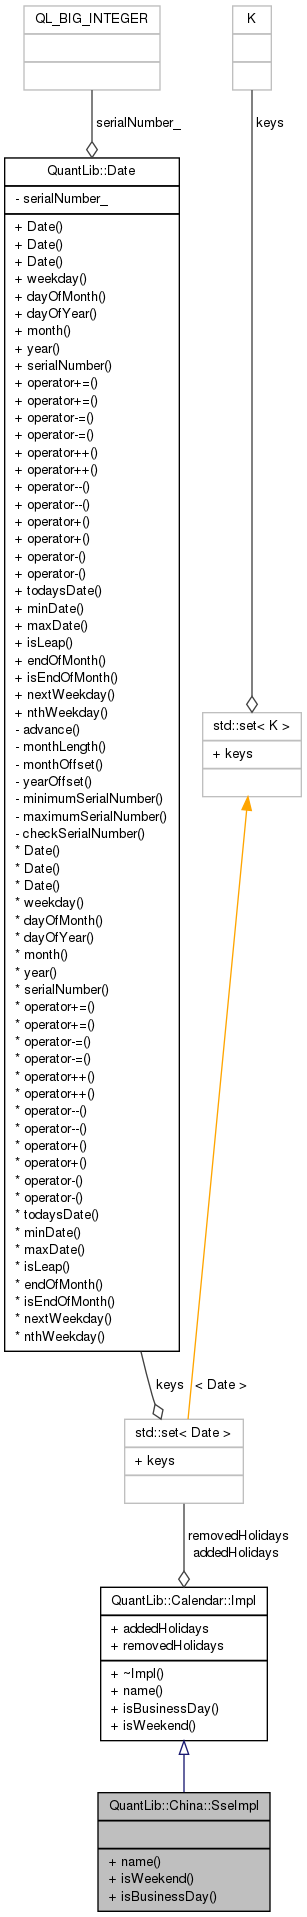 QL_BIG_INTEGER
K
serialNumber_
keys
QuantLib::Date
- serialNumber_
+ Date()
+ Date()
+ Date()
+ weekday()
+ dayOfMonth()
+ dayOfYear()
+ month()
+ year()
+ serialNumber()
+ operator+=()
+ operator+=()
+ operator-=()
+ operator-=()
+ operator++()
+ operator++()
+ operator--()
+ operator--()
+ operator+()
+ operator+()
+ operator-()
+ operator-()
+ todaysDate()
+ minDate()
+ maxDate()
+ isLeap()
+ endOfMonth()
+ isEndOfMonth()
+ nextWeekday()
+ nthWeekday()
- advance()
- monthLength()
- monthOffset()
- yearOffset()
- minimumSerialNumber()
- maximumSerialNumber()
- checkSerialNumber()
* Date()
* Date()
* Date()
* weekday()
* dayOfMonth()
* dayOfYear()
* month()
* year()
* serialNumber()
* operator+=()
* operator+=()
* operator-=()
* operator-=()
* operator++()
* operator++()
* operator--()
* operator--()
* operator+()
* operator+()
* operator-()
* operator-()
* todaysDate()
* minDate()
* maxDate()
* isLeap()
* endOfMonth()
* isEndOfMonth()
* nextWeekday()
* nthWeekday()
std::set< K >
+ keys
keys
< Date >
std::set< Date >
+ keys
removedHolidays
addedHolidays
QuantLib::Calendar::Impl
+ addedHolidays
+ removedHolidays
+ ~Impl()
+ name()
+ isBusinessDay()
+ isWeekend()
QuantLib::China::SseImpl
+ name()
+ isWeekend()
+ isBusinessDay()